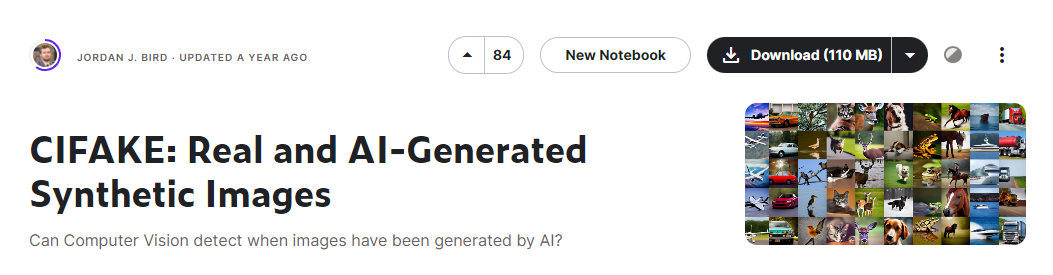 JORDAN J. BIRD · UPDATED A YEAR AGO
84
New Notebook
Download (110 MB)
CIFAKE: Real and AI-Generated
Synthetic Images
Can Computer Vision detect when images have been generated by AI?